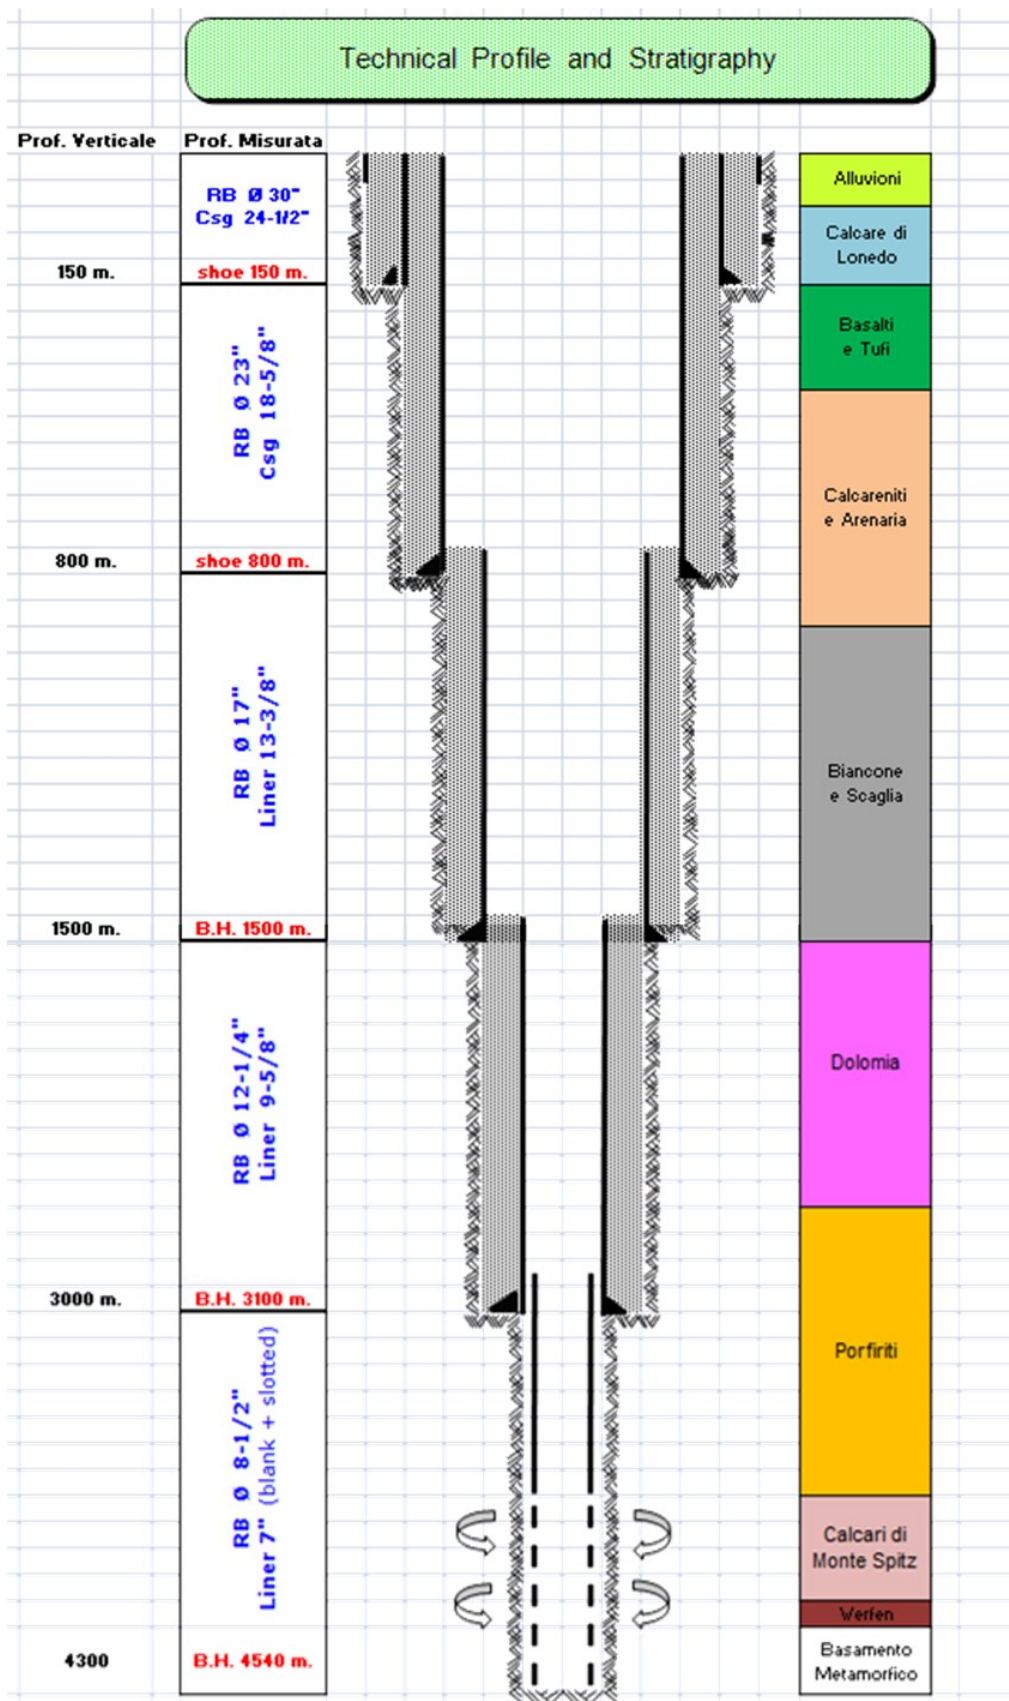 Technical Profile and Stratigraphy
Prof. Verticale
Prof. Misurata
RB Ø 30"
Csg 24-1/2"
150 m.
shoe 150 m.
RB Ø 23"
Csg 18-5/8"
800 m.
shoe 800 m.
RB Ø 17"
Liner 13-3/8"
1500 m.
B.H. 1500 m.
RB Ø 12-1/4"
Liner 9-5/8"
3000 m.
B.H. 3100 m.
RB Ø 8-1/2"
Liner 7" (blank + slotted)
4300
B.H. 4540 m.
Alluvioni
Calcare di
Lonedo
Basalti
e Tufi
Calcareniti
e Arenaria
Biancone
e Scaglia
Dolomia
Porfiriti
Calcari di
Monte Spitz
Werfen
Basamento
Metamorfico